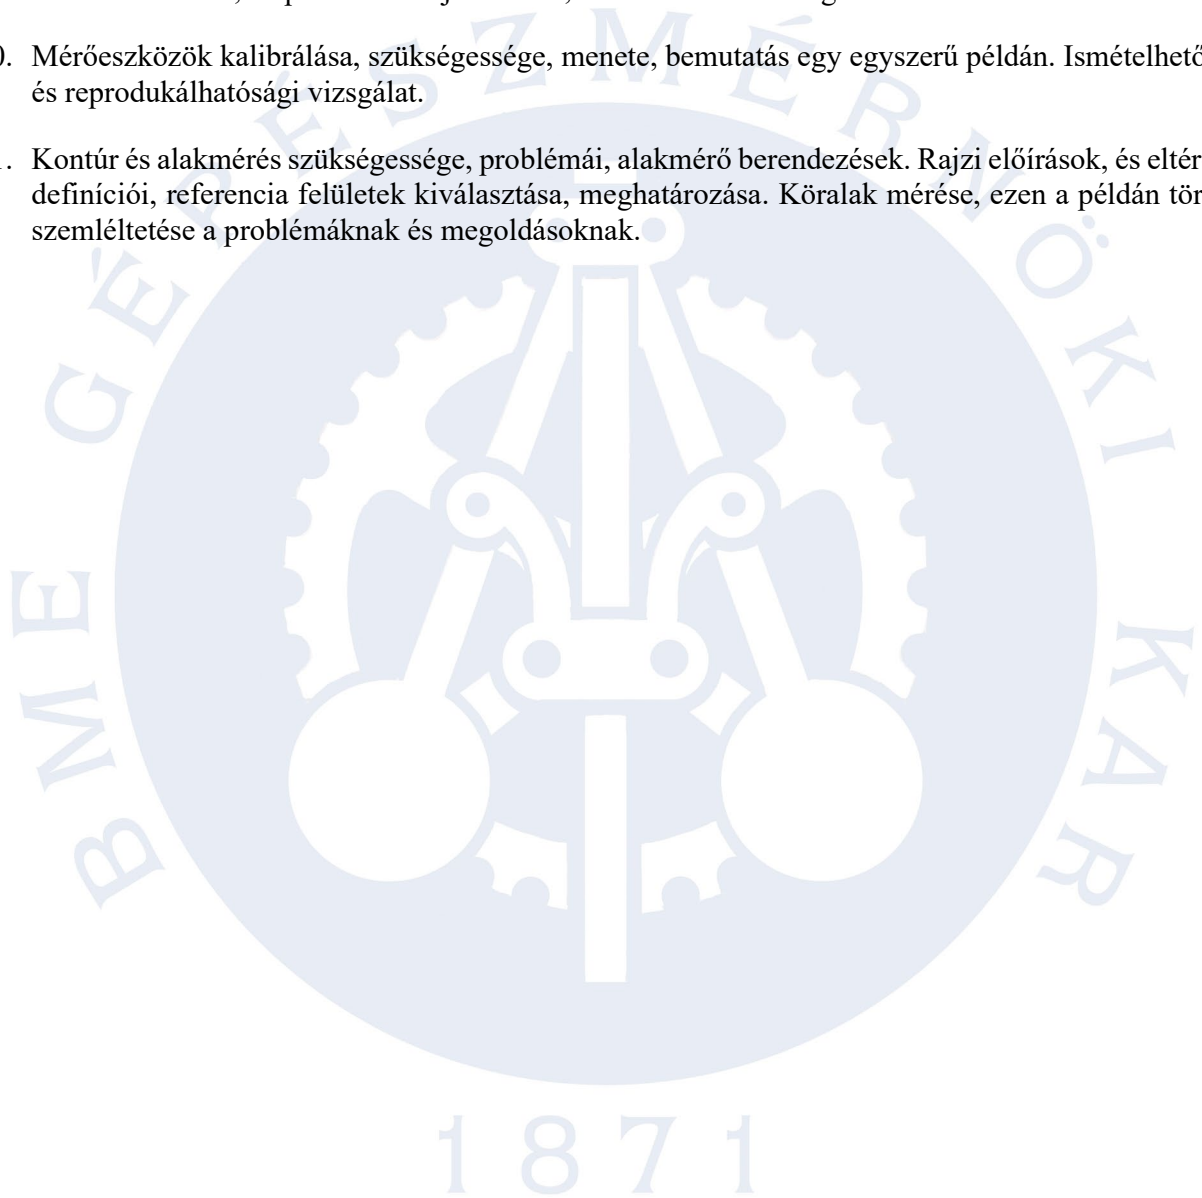 0. Mérőeszközök kalibrálása, szükségessége, menete, bemutatás egy egyszerű példán. Ismételhető
és reprodukálhatósági vizsgálat.
. Kontúr és alakmérés szükségessége, problémái, alakmérő berendezések. Rajzi előírások, és eltér
definíciói, referencia felületek kiválasztása, meghatározása. Köralak mérése, ezen a példán tör
szemléltetése a problémáknak és megoldásoknak.
BME GÉPÉSZMÉRNÖKI KAR
1871